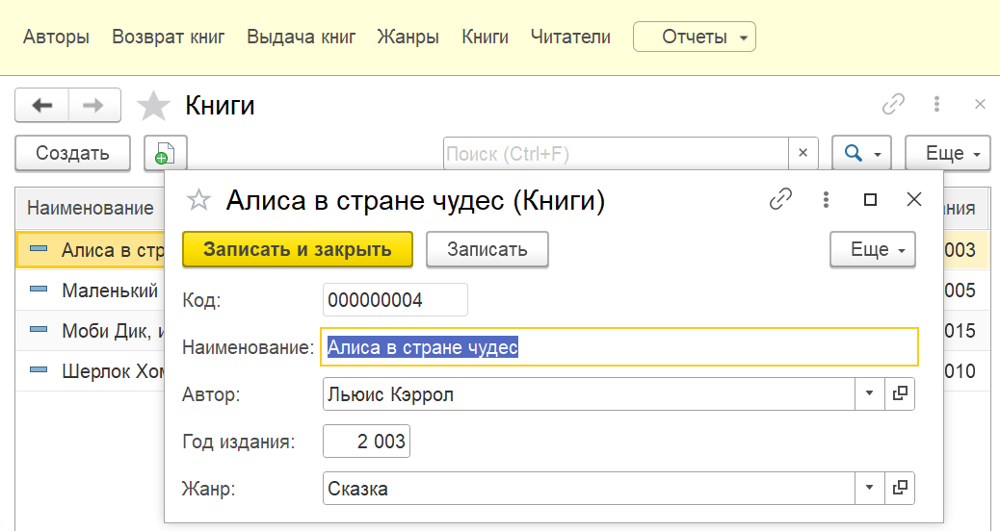 Авторы Возврат книг Выдача книг Жанры Книги Читатели Отчеты
Книги
Создать Поиск (Ctrl+F) Еще
Наименование ния
Алиса в стр 003
Маленький 005
Моби Дик, и 015
Шерлок Хом 010
Алиса в стране чудес (Книги)
Записать и закрыть Записать Еще
Код: 000000004
Наименование: Алиса в стране чудес
Автор: Льюис Кэррол
Год издания: 2 003
Жанр: Сказка